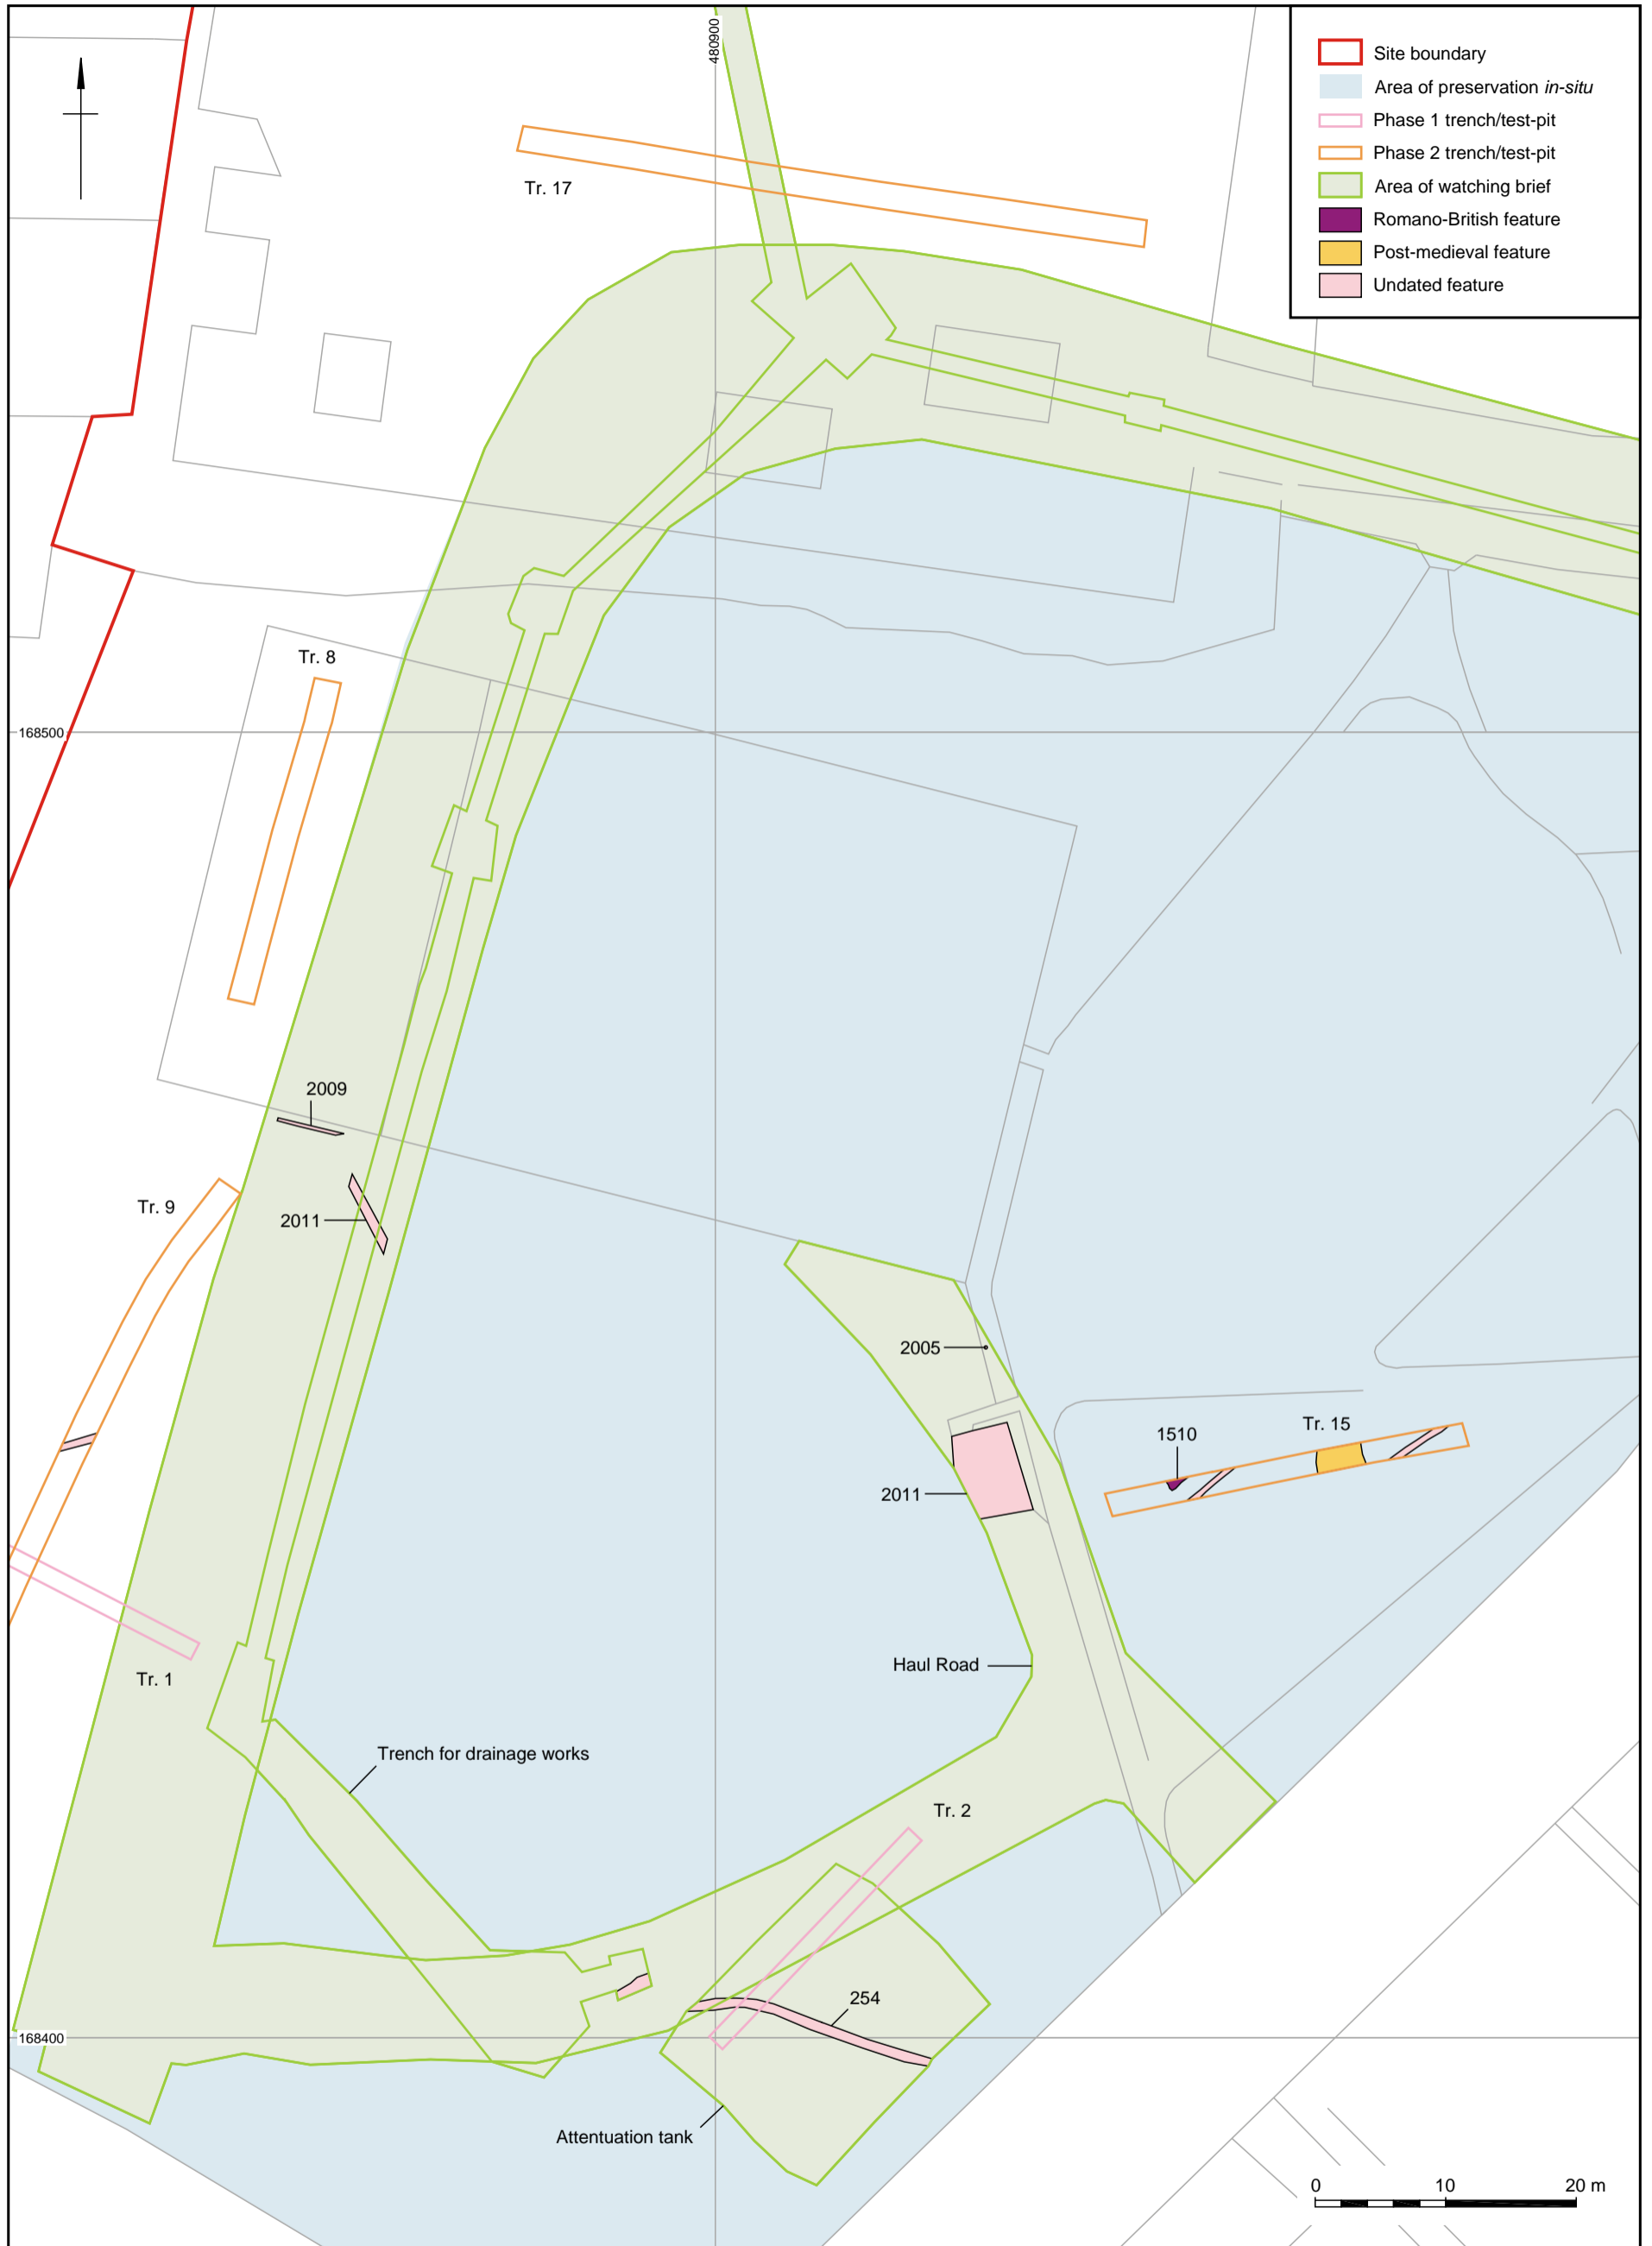 480900
Site boundary
Area of preservation in-situ
Phase 1 trench/test-pit
Phase 2 trench/test-pit
Area of watching brief
Romano-British feature
Post-medieval feature
Undated feature
Tr. 17
Tr. 8
168500
2009
Tr. 9
2011
2005
Tr. 15
1510
2011
Haul Road
Tr. 1
Trench for drainage works
Tr. 2
254
168400
Attentuation tank
0 10 20 m